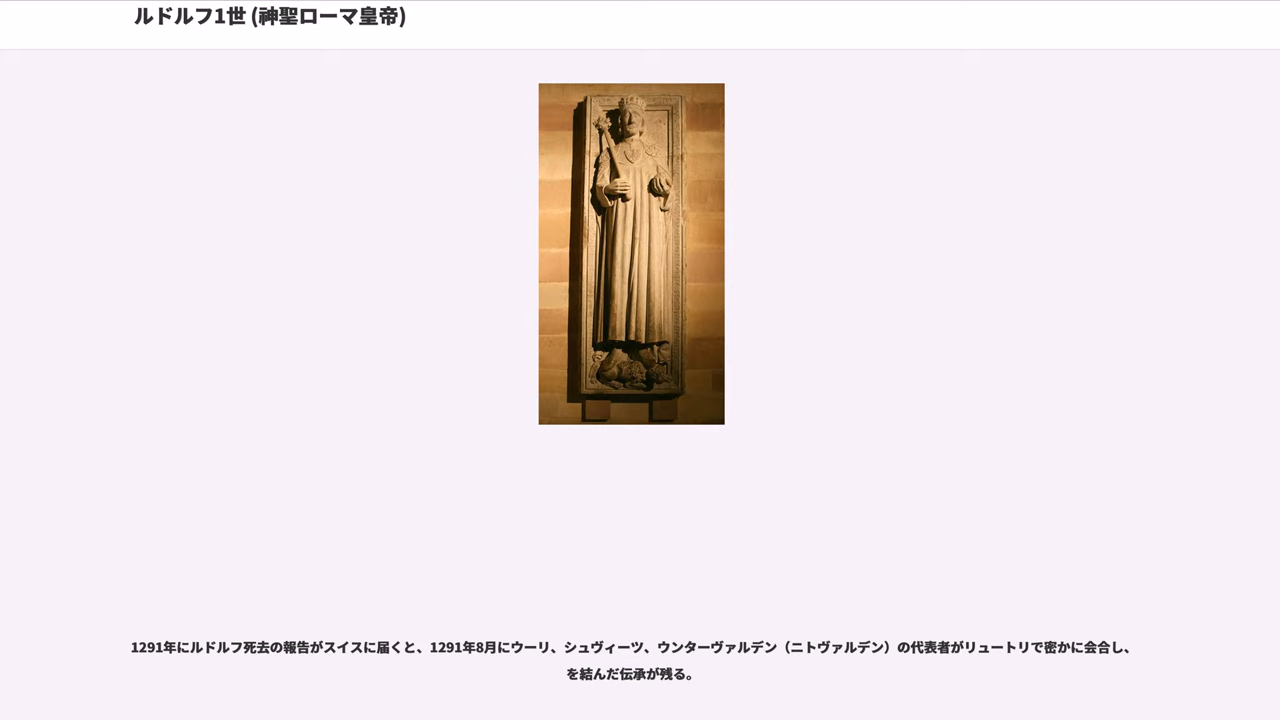 ルドルフ1世 (神聖ローマ皇帝)
1291年にルドルフ死去の報告がスイスに届くと、1291年8月にウーリ、シュヴィーツ、ウンターヴァルデン（ニトヴァルデン）の代表者がリュートリで密かに会合し、
を結んだ伝承が残る。